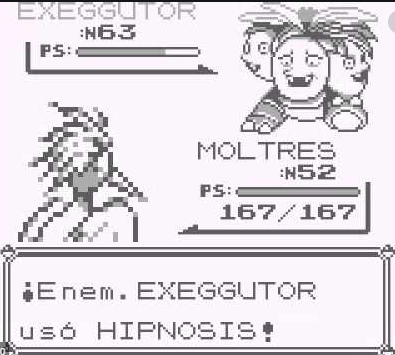 EXEGGUTOR
:N63
PS:
MOLTRES
:N52
PS:
167/167
¡Enem.EXEGGUTOR
usó HIPNOSIS!